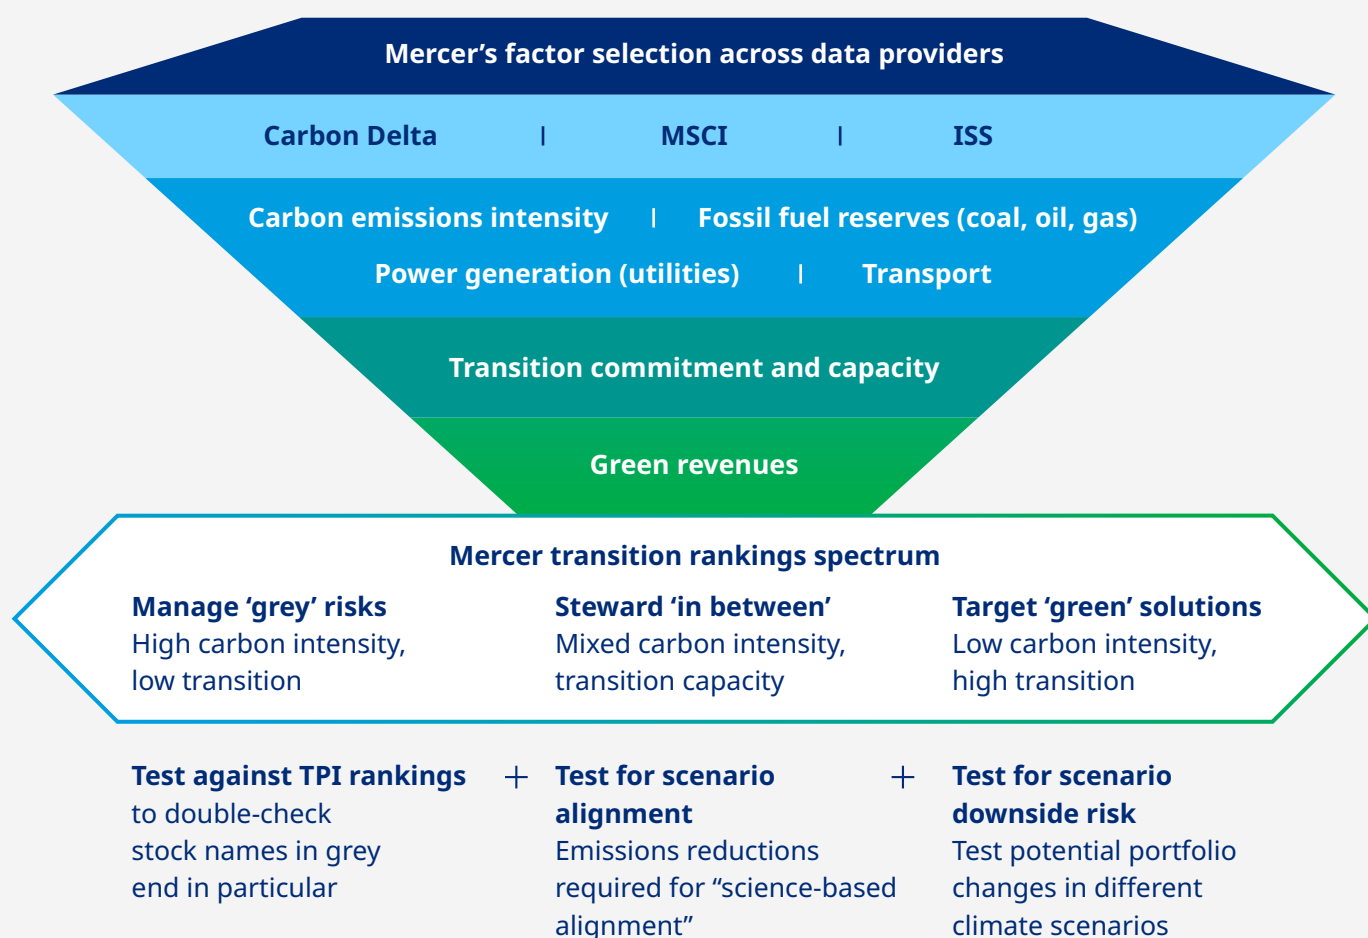 Mercer’s factor selection across data providers
Carbon Delta | MSCI | ISS
Carbon emissions intensity | Fossil fuel reserves (coal, oil, gas)
Power generation (utilities) | Transport
Transition commitment and capacity
Green revenues
Mercer transition rankings spectrum
Manage ‘grey’ risks
High carbon intensity,
low transition
Steward ‘in between’
Mixed carbon intensity,
transition capacity
Target ‘green’ solutions
Low carbon intensity,
high transition
Test against TPI rankings
to double-check
stock names in grey
end in particular
+
Test for scenario
alignment
Emissions reductions
required for “science-based
alignment”
+
Test for scenario
downside risk
Test potential portfolio
changes in different
climate scenarios